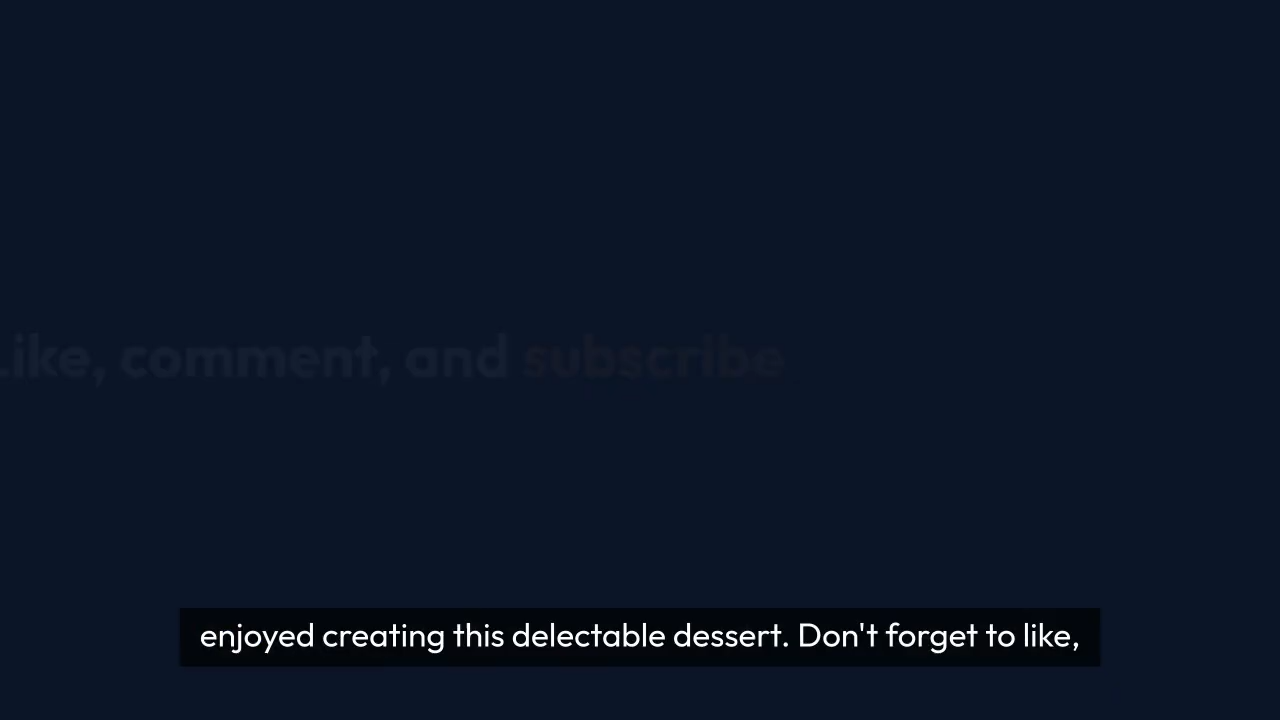 Like, comment, and subscribe
enjoyed creating this delectable dessert. Don't forget to like,